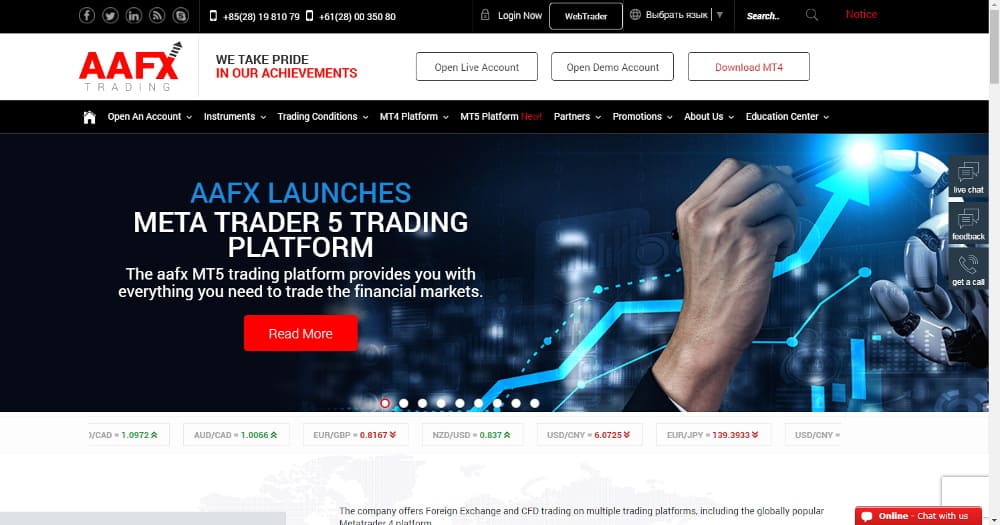 +85(28) 19 810 79 +61(28) 00 350 80 Login Now WebTrader Выбрать язык ▼ Search.. Notice
AAFX
TRADING
WE TAKE PRIDE
IN OUR ACHIEVEMENTS
Open Live Account Open Demo Account Download MT4
Open An Account Instruments Trading Conditions MT4 Platform MT5 Platform New! Partners Promotions About Us Education Center
AAFX LAUNCHES
META TRADER 5 TRADING
PLATFORM
The aafx MT5 trading platform provides you with
everything you need to trade the financial markets.
Read More
live chat
feedback
get a call
D/CAD = 1.0972 AUD/CAD = 1.0066 EUR/GBP = 0.8167 NZD/USD = 0.837 USD/CNY = 6.0725 EUR/JPY = 139.3933 USD/CNY =
The company offers Foreign Exchange and CFD trading on multiple trading platforms, including the globally popular
Metatrader 4 platform
Online - Chat with us